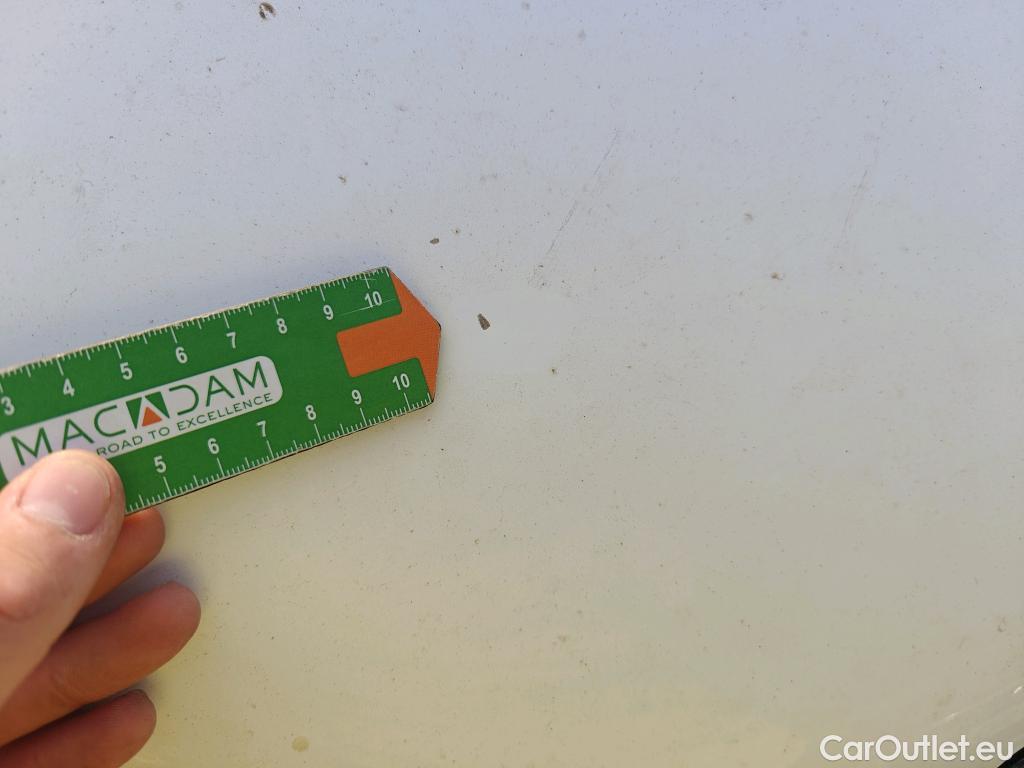 3 4 5 6 7 8 9 10
MACADAM
ROAD TO EXCELLENCE
5 6 7 8 9 10
CarOutlet.eu